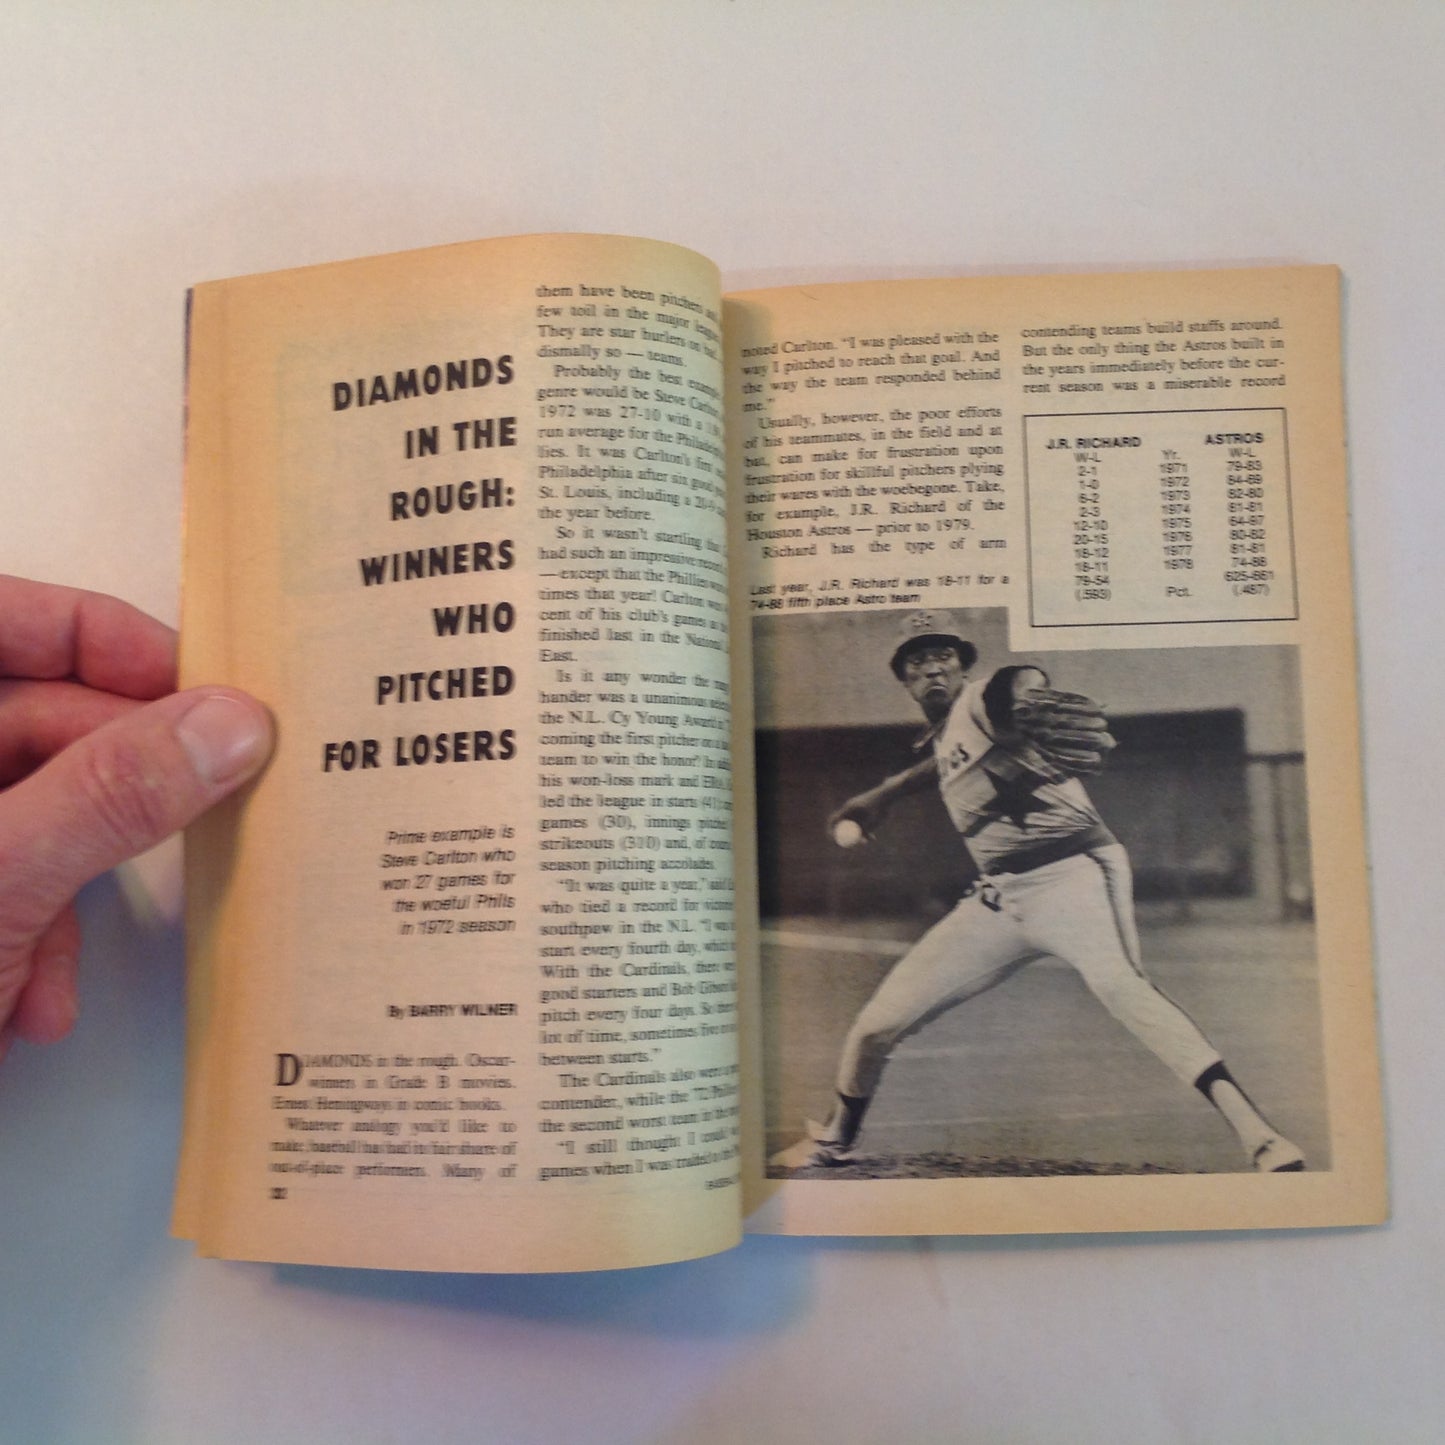 DIAMONDS
IN THE
ROUGH:
WINNERS
WHO
PITCHED
FOR LOSERS
Prime example is
Steve Carlton who
won 27 games for
the woeful Phils
in 1972 season
By BARRY WILNER
DIAMONDS in the rough. Oscar-
winners in Grade B movies.
Ernest Hemingways in comic books.
Whatever analogy you'd like to
make, baseball has had its fair share of
out-of-place performers. Many of
them have been pitchers
few toil in the major
They are star hurlers on
dismally so — teams.
Probably the best
genre would be Steve Carlton
1972 was 27-10 with a
run average for the
lies. It was Carlton's first
Philadelphia after six good
St. Louis, including a 20-9
the year before.
So it wasn't startling that
had such an impressive
—except that the Phillies
times that year! Carlton
cent of his club's games as
finished last in the National
East.
Is it any wonder the
hander was a unanimous
the N.L. Cy Young Award
coming the first pitcher on a
team to win the honor? In
his won-loss mark and ERA,
led the league in starts (41)
games (30), innings
strikeouts (310) and, of
season pitching accolades.
"It was quite a year," said
who tied a record for
southpaw in the N.L. "I
start every fourth day,
With the Cardinals, there
good starters and Bob Gibson
pitch every four days. So
lot of time, sometimes five
between starts."
The Cardinals also were
contender, while the '72
the second worst team in the
"I still thought I could
games when I was traded to the
noted Carlton. "I was pleased with the
way I pitched to reach that goal. And
the way the team responded behind
me."
Usually, however, the poor efforts
of his teammates, in the field and at
bat, can make for frustration upon
frustration for skillful pitchers plying
their wares with the woebegone. Take,
for example, J.R. Richard of the
Houston Astros — prior to 1979.
Richard has the type of arm
Last year, J.R. Richard was 18-11 for a
74-88 fifth place Astro team
contending teams build staffs around.
But the only thing the Astros built in
the years immediately before the cur-
rent season was a miserable record
J.R. RICHARD ASTROS
W-L Yr. W-L
2-1 1971 79-83
1-0 1972 84-69
6-2 1973 82-80
2-3 1974 81-81
12-10 1975 64-97
20-15 1976 80-82
18-12 1977 81-81
18-11 1978 74-88
79-54 625-661
(.593) Pct. (.487)